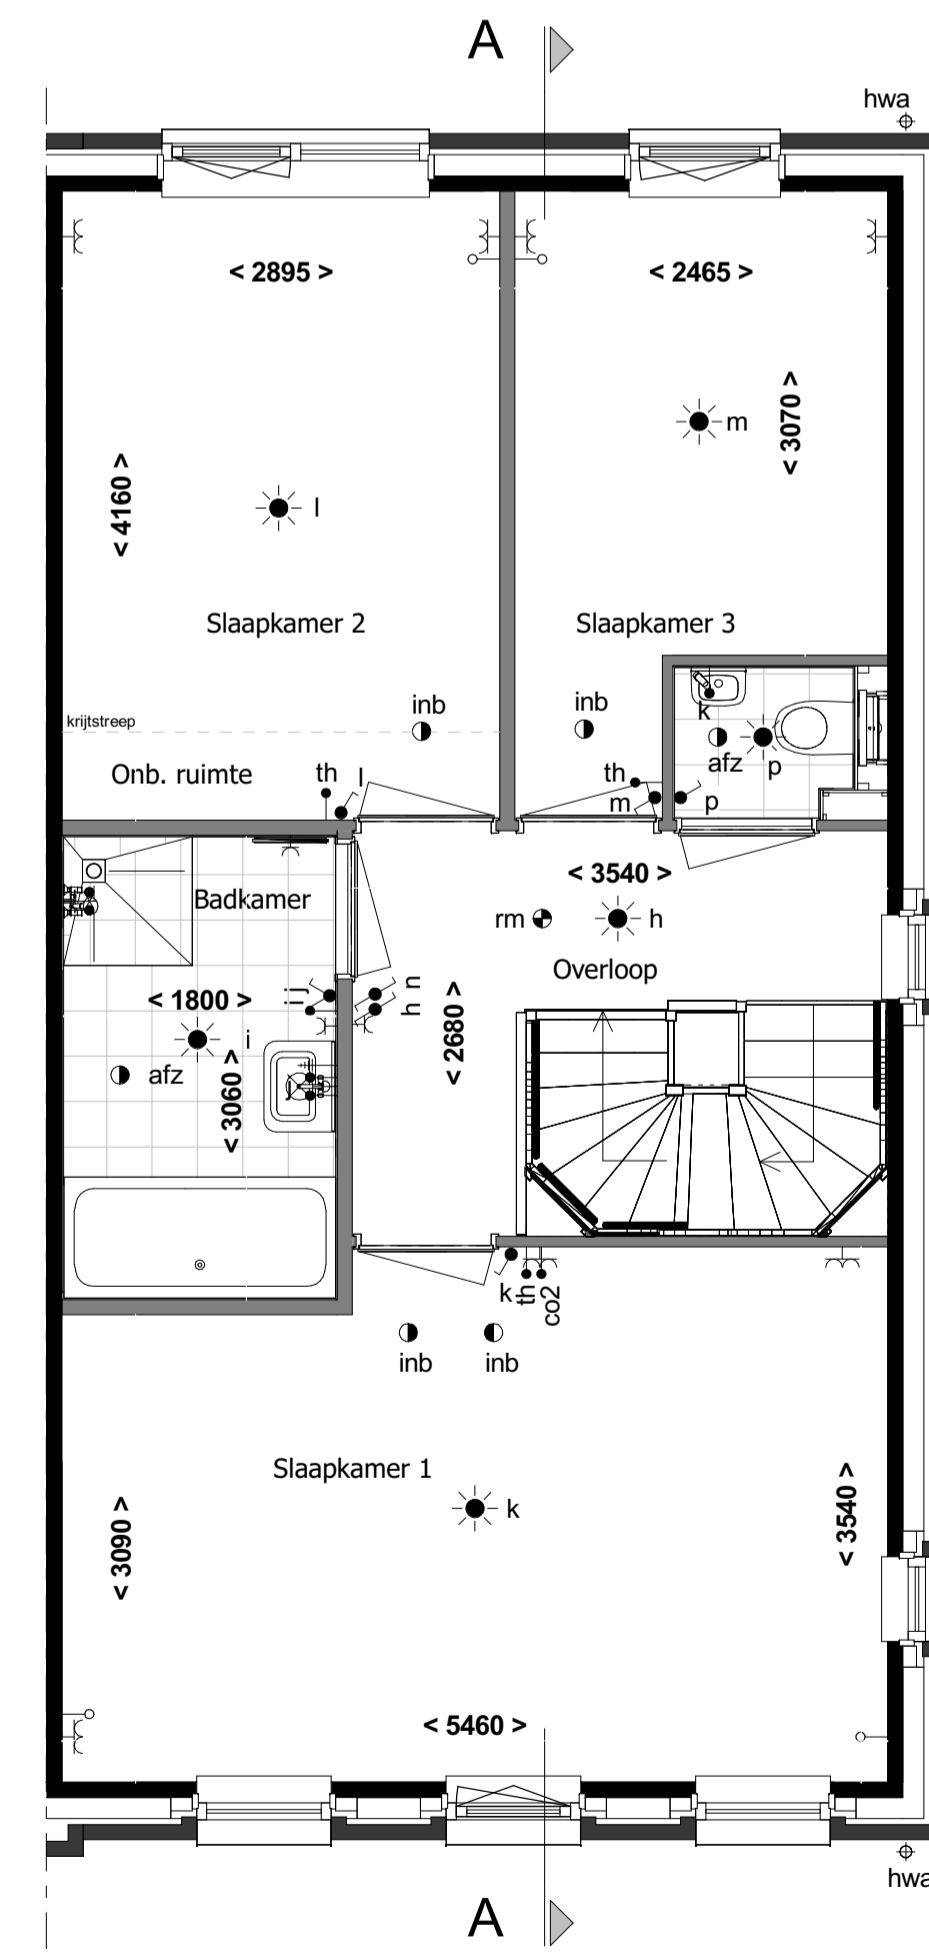 A
hwa
< 2895 >
< 2465 >
m
< 3070 >
< 4160 >
l
Slaapkamer 2
Slaapkamer 3
inb
inb
k
krijtstreep
afz
p
Onb. ruimte
th
l
th
m
p
Badkamer
< 3540 >
rm
h
Overloop
i j
n
h
< 1800 >
< 2680 >
i
afz
< 3060 >
k
th
co2
inb
inb
Slaapkamer 1
k
< 3090 >
< 3540 >
< 5460 >
hwa
A